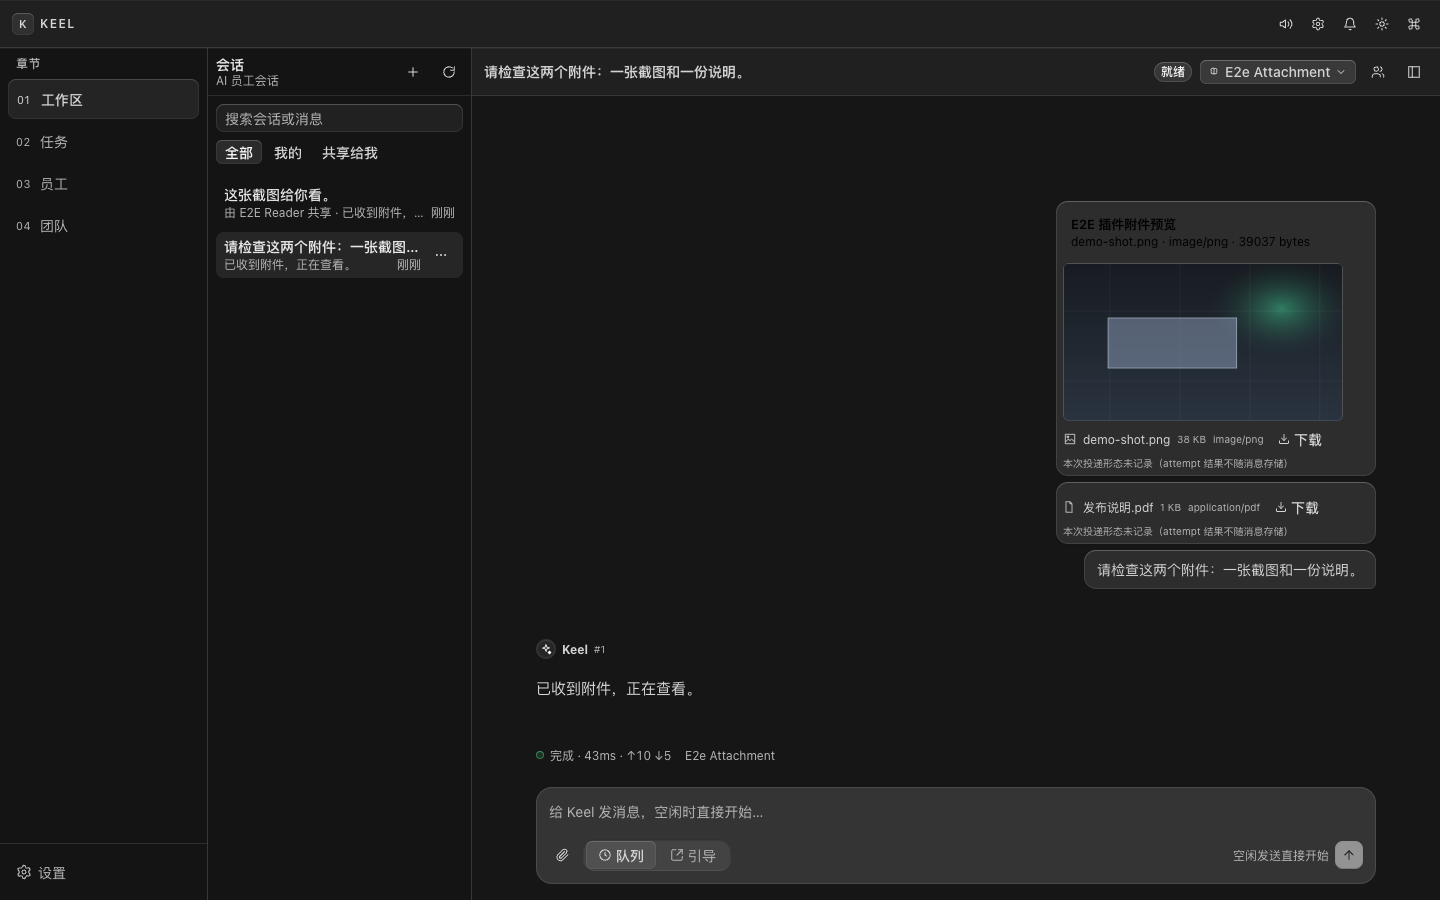 K KEEL
章节
01 工作区
02 任务
03 员工
04 团队
设置
会话
AI 员工会话
搜索会话或消息
全部 我的 共享给我
这张截图给你看。
由 E2E Reader 共享 · 已收到附件，... 刚刚
请检查这两个附件：一张截图...
已收到附件，正在查看。 刚刚
请检查这两个附件：一张截图和一份说明。
就绪 E2e Attachment
E2E 插件附件预览
demo-shot.png · image/png · 39037 bytes
demo-shot.png 38 KB image/png 下载
本次投递形态未记录（attempt 结果不随消息存储）
发布说明.pdf 1 KB application/pdf 下载
本次投递形态未记录（attempt 结果不随消息存储）
请检查这两个附件：一张截图和一份说明。
Keel #1
已收到附件，正在查看。
完成 · 43ms · ↑10 ↓5 E2e Attachment
给 Keel 发消息，空闲时直接开始...
队列 引导
空闲发送直接开始